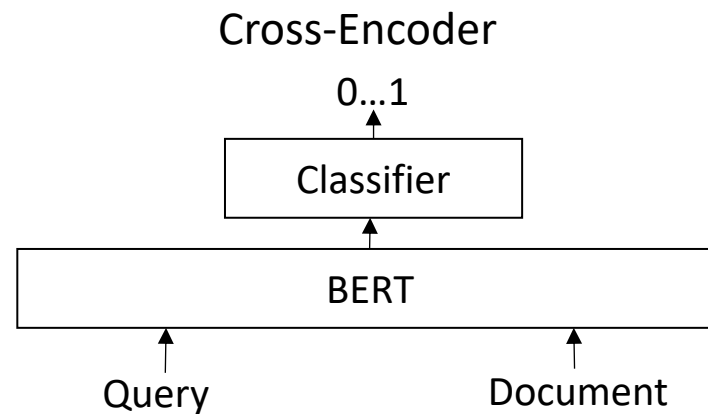 Cross-Encoder
0…1
Classifier
BERT
Query
Document